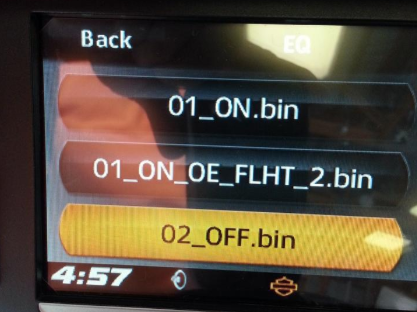 Back EQ
01_ON.bin
01_ON_OE_FLHT_2.bin
02_OFF.bin
4:57